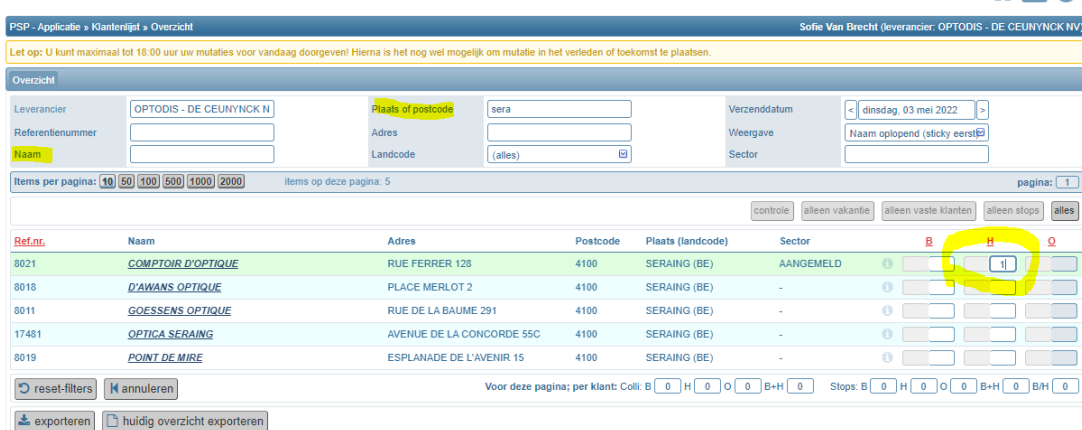 PSP - Applicatie » Klantenlijst » Overzicht Sofie Van Brecht (leverancier: OPTODIS - DE CEUNYNCK NV)
Let op: U kunt maximaal tot 18:00 uur uw mutaties voor vandaag doorgeven! Hierna is het nog wel mogelijk om mutatie in het verleden of toekomst te plaatsen.
Overzicht
Leverancier OPTODIS - DE CEUNYNCK N Plaats of postcode sera Verzenddatum < dinsdag, 03 mei 2022 >
Referentienummer Adres Weergave Naam oplopend (sticky eerst)
Naam Landcode (alles) Sector
Items per pagina: 10 50 100 500 1000 2000 items op deze pagina: 5 pagina: 1
controle alleen vakantie alleen vaste klanten alleen stops alles
Ref.nr. Naam Adres Postcode Plaats (landcode) Sector B H O
8021 COMPTOIR D'OPTIQUE RUE FERRER 128 4100 SERAING (BE) AANGEMELD 1
8018 D'AWANS OPTIQUE PLACE MERLOT 2 4100 SERAING (BE) -
8011 GOESSENS OPTIQUE RUE DE LA BAUME 291 4100 SERAING (BE) -
17481 OPTICA SERAING AVENUE DE LA CONCORDE 55C 4100 SERAING (BE) -
8019 POINT DE MIRE ESPLANADE DE L'AVENIR 15 4100 SERAING (BE) -
reset-filters annuleren Voor deze pagina; per klant: Colli: B 0 H 0 O 0 B+H 0 Stops: B 0 H 0 O 0 B+H 0 B/H 0
exporteren huidig overzicht exporteren